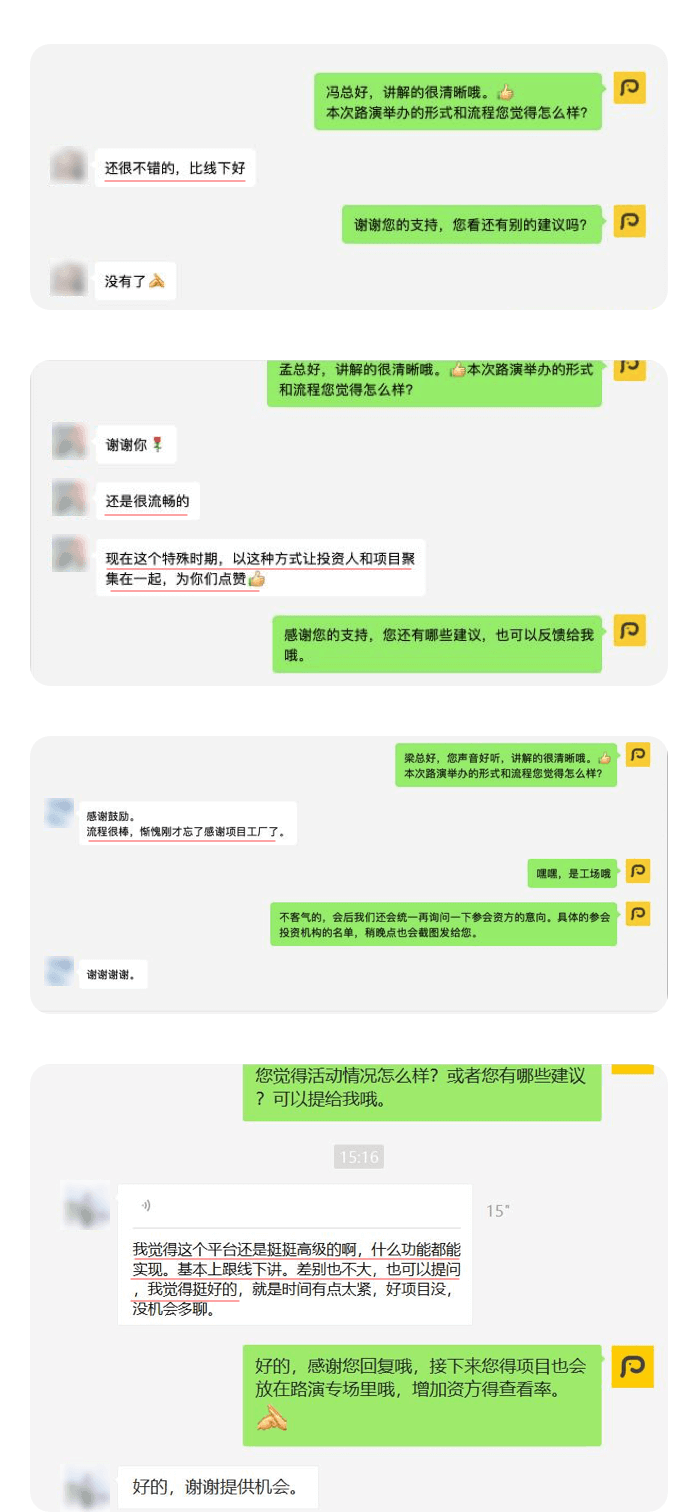 冯总好，讲解的很清晰哦。👍
本次路演举办的形式和流程您觉得怎么样？
还很不错的，比线下好
谢谢您的支持，您看还有别的建议吗？
没有了
孟总好，讲解的很清晰哦。👍本次路演举办的形式
和流程您觉得怎么样？
谢谢你🌹
还是很流畅的
现在这个特殊时期，以这种方式让投资人和项目聚
集在一起，为你们点赞👍
感谢您的支持，您还有哪些建议，也可以反馈给我
哦。
梁总好，您声音好听，讲解的很清晰哦。👍
本次路演举办的形式和流程您觉得怎么样？
感谢鼓励。
流程很棒，惭愧刚才忘了感谢项目工厂了。
嘿嘿，是工场哦
不客气的，会后我们还会统一再询问一下参会资方的意向。具体的参会
投资机构的名单，稍晚点也会截图发给您。
谢谢谢谢。
您觉得活动情况怎么样？或者您有哪些建议
？可以提给我哦。
15:16
15"
我觉得这个平台还是挺挺高级的啊，什么功能都能
实现。基本上跟线下讲。差别也不大，也可以提问
，我觉得挺好的，就是时间有点太紧，好项目没，
没机会多聊。
好的，感谢您回复哦，接下来您得项目也会
放在路演专场里哦，增加资方得查看率。
好的，谢谢提供机会。